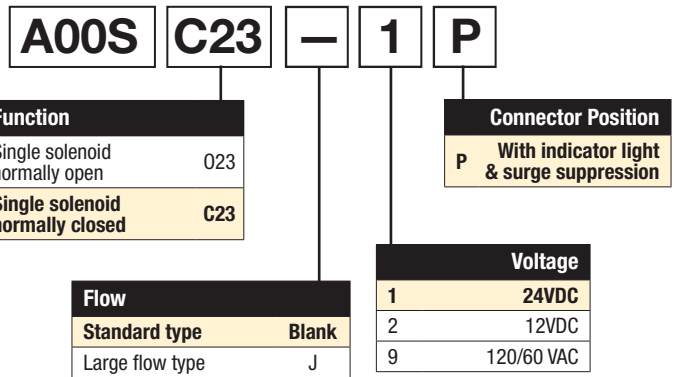 A00S C23 – 1 P
Function
Single solenoid
normally open 023
Single solenoid
normally closed C23
Connector Position
P With indicator light
& surge suppression
Flow
Standard type Blank
Large flow type J
Voltage
1 24VDC
2 12VDC
9 120/60 VAC